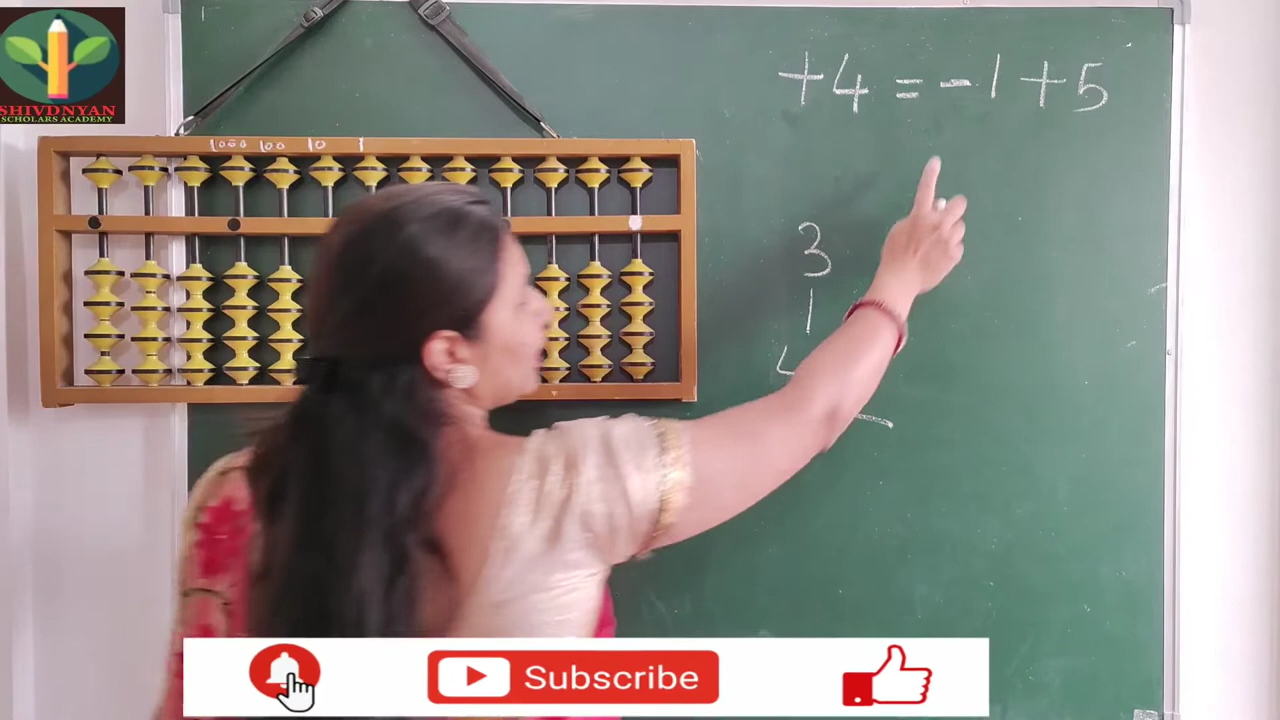 SHIVDNYAN
SCHOLARS ACADEMY
1000 100 10 1
+4=-1+5
3
1
Subscribe